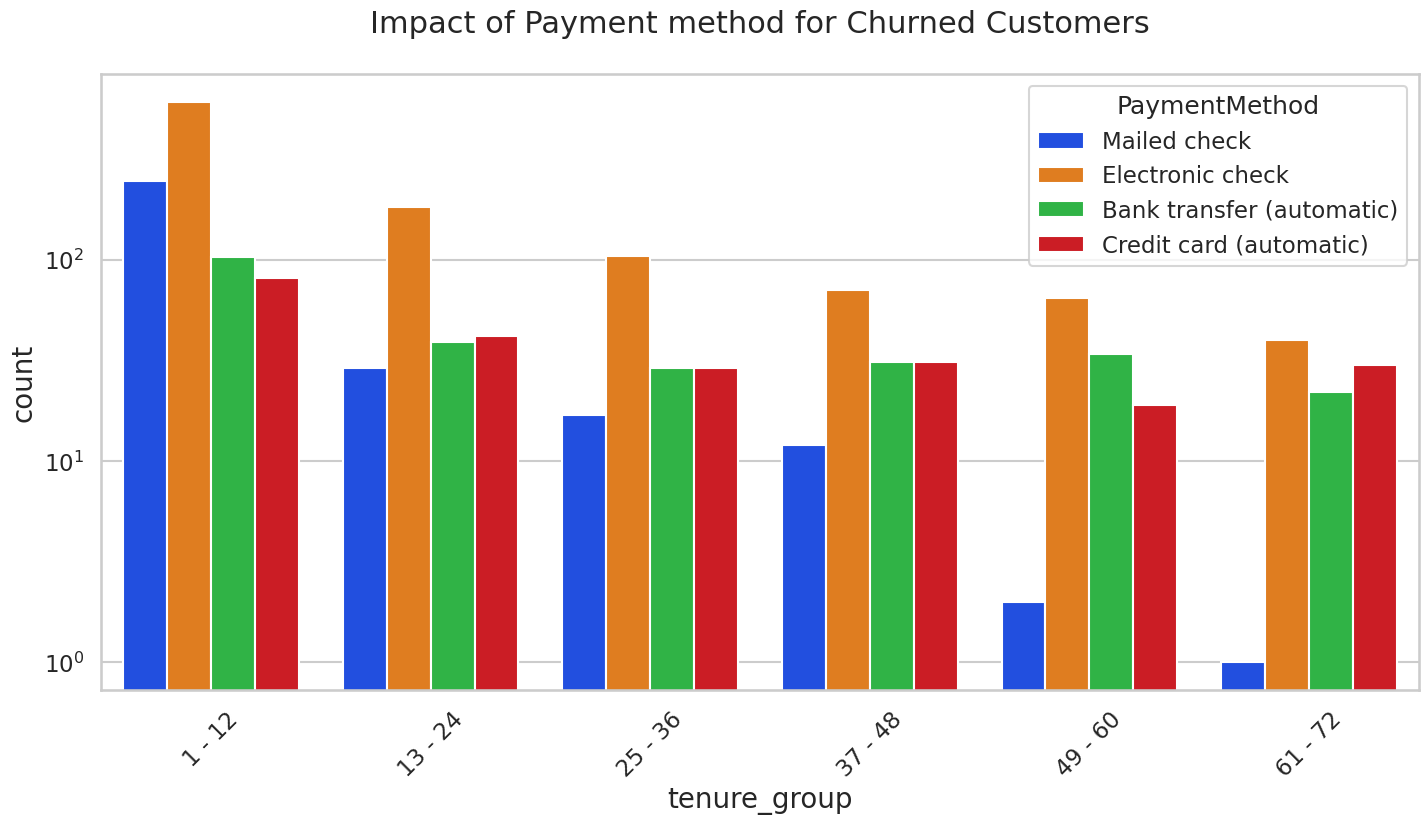 Impact of Payment method for Churned Customers
PaymentMethod
Mailed check
Electronic check
Bank transfer (automatic)
Credit card (automatic)
count
10²
10¹
10⁰
1 - 12
13 - 24
25 - 36
37 - 48
49 - 60
61 - 72
tenure_group